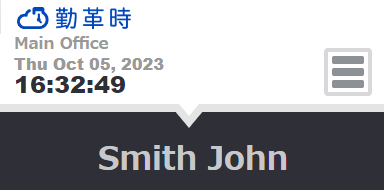 勤革時
Main Office
Thu Oct 05, 2023
16:32:49
Smith John